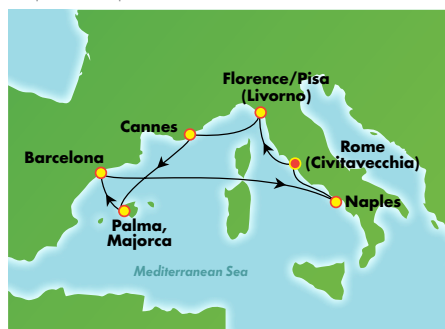 Florence/Pisa
(Livorno)
Cannes
Rome
(Civitavecchia)
Barcelona
Naples
Palma,
Majorca
Mediterranean Sea